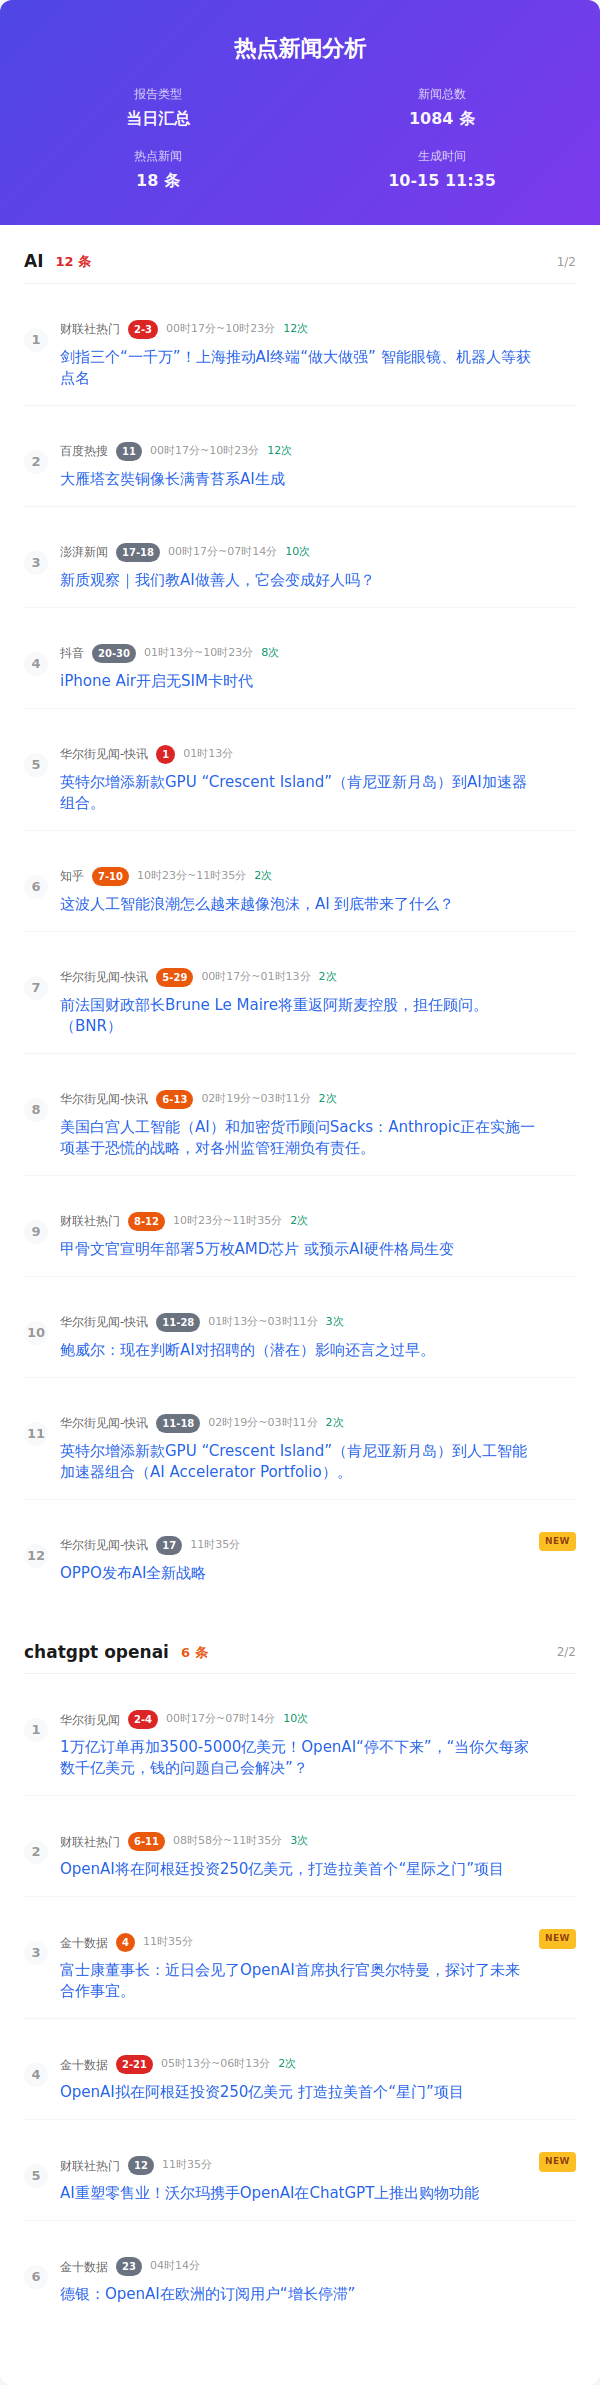 热点新闻分析
报告类型
新闻总数
当日汇总
1084 条
热点新闻
生成时间
18 条
10-15 11:35
AI 12 条 1/2
1
财联社热门 2-3 00时17分~10时23分 12次
剑指三个“一千万”！上海推动AI终端“做大做强” 智能眼镜、机器人等获
点名
2
百度热搜 11 00时17分~10时23分 12次
大雁塔玄奘铜像长满青苔系AI生成
3
澎湃新闻 17-18 00时17分~07时14分 10次
新质观察｜我们教AI做善人，它会变成好人吗？
4
抖音 20-30 01时13分~10时23分 8次
iPhone Air开启无SIM卡时代
5
华尔街见闻-快讯 1 01时13分
英特尔增添新款GPU “Crescent Island”（肯尼亚新月岛）到AI加速器
组合。
6
知乎 7-10 10时23分~11时35分 2次
这波人工智能浪潮怎么越来越像泡沫，AI 到底带来了什么？
7
华尔街见闻-快讯 5-29 00时17分~01时13分 2次
前法国财政部长Brune Le Maire将重返阿斯麦控股，担任顾问。
（BNR）
8
华尔街见闻-快讯 6-13 02时19分~03时11分 2次
美国白宫人工智能（AI）和加密货币顾问Sacks：Anthropic正在实施一
项基于恐慌的战略，对各州监管狂潮负有责任。
9
财联社热门 8-12 10时23分~11时35分 2次
甲骨文官宣明年部署5万枚AMD芯片 或预示AI硬件格局生变
10
华尔街见闻-快讯 11-28 01时13分~03时11分 3次
鲍威尔：现在判断AI对招聘的（潜在）影响还言之过早。
11
华尔街见闻-快讯 11-18 02时19分~03时11分 2次
英特尔增添新款GPU “Crescent Island”（肯尼亚新月岛）到人工智能
加速器组合（AI Accelerator Portfolio）。
12
华尔街见闻-快讯 17 11时35分 NEW
OPPO发布AI全新战略
chatgpt openai 6 条 2/2
1
华尔街见闻 2-4 00时17分~07时14分 10次
1万亿订单再加3500-5000亿美元！OpenAI“停不下来”，“当你欠每家
数千亿美元，钱的问题自己会解决”？
2
财联社热门 6-11 08时58分~11时35分 3次
OpenAI将在阿根廷投资250亿美元，打造拉美首个“星际之门”项目
3
金十数据 4 11时35分 NEW
富士康董事长：近日会见了OpenAI首席执行官奥尔特曼，探讨了未来
合作事宜。
4
金十数据 2-21 05时13分~06时13分 2次
OpenAI拟在阿根廷投资250亿美元 打造拉美首个“星门”项目
5
财联社热门 12 11时35分 NEW
AI重塑零售业！沃尔玛携手OpenAI在ChatGPT上推出购物功能
6
金十数据 23 04时14分
德银：OpenAI在欧洲的订阅用户“增长停滞”